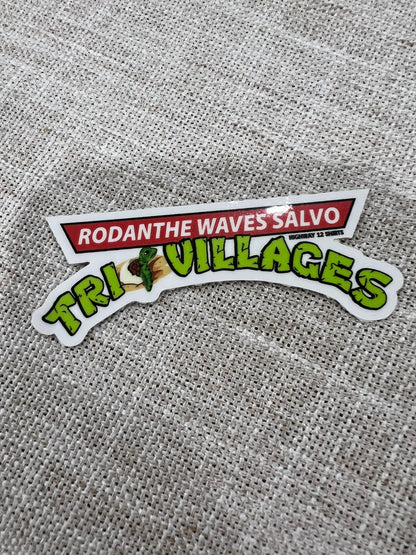 RODANTHE WAVES SALVO
HIGHWAY 12 SHIRTS
TRI VILLAGES